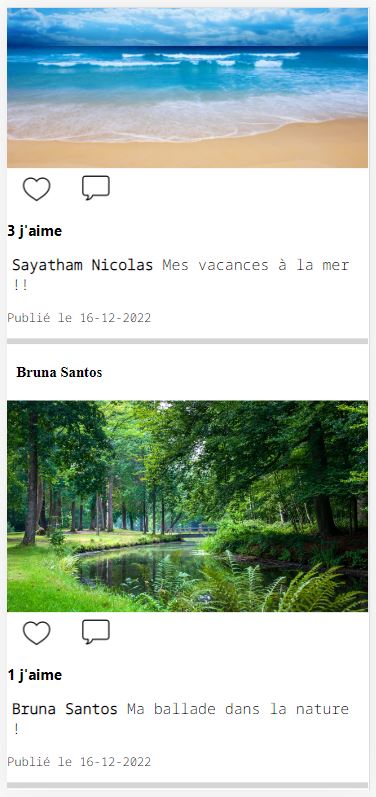 3 j'aime
Sayatham Nicolas Mes vacances à la mer
!!
Publié le 16-12-2022
Bruna Santos
1 j'aime
Bruna Santos Ma ballade dans la nature
!
Publié le 16-12-2022